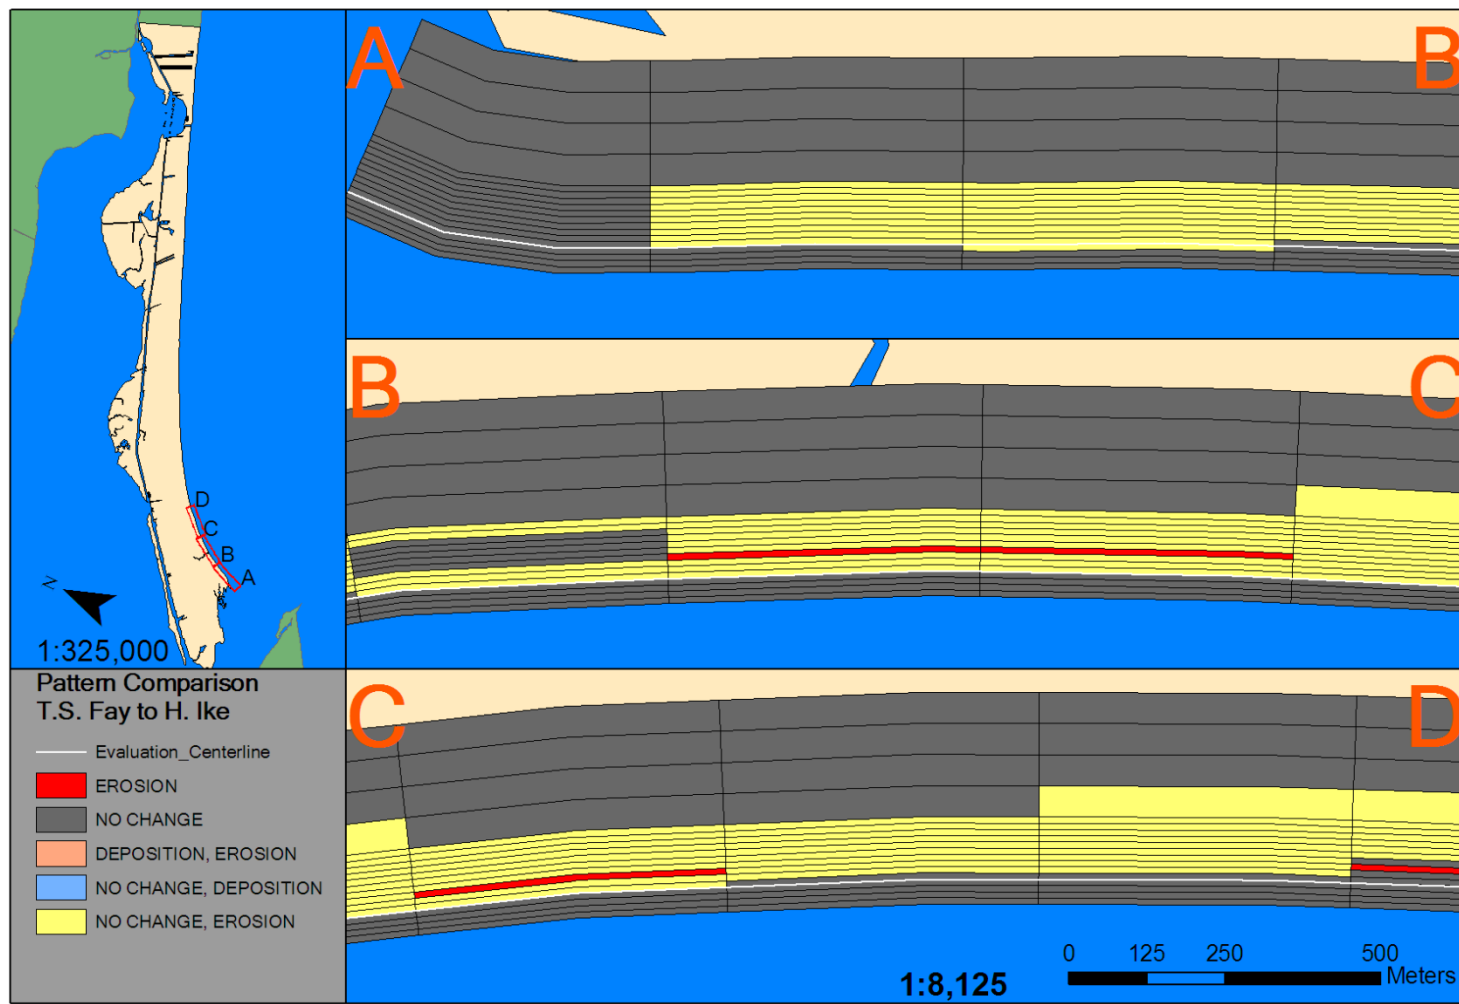 A
B
B
C
D
C
B
A
N
1:325,000
C
D
Pattern Comparison
T.S. Fay to H. Ike
Evaluation_Centerline
EROSION
NO CHANGE
DEPOSITION, EROSION
NO CHANGE, DEPOSITION
NO CHANGE, EROSION
0 125 250 500
Meters
1:8,125